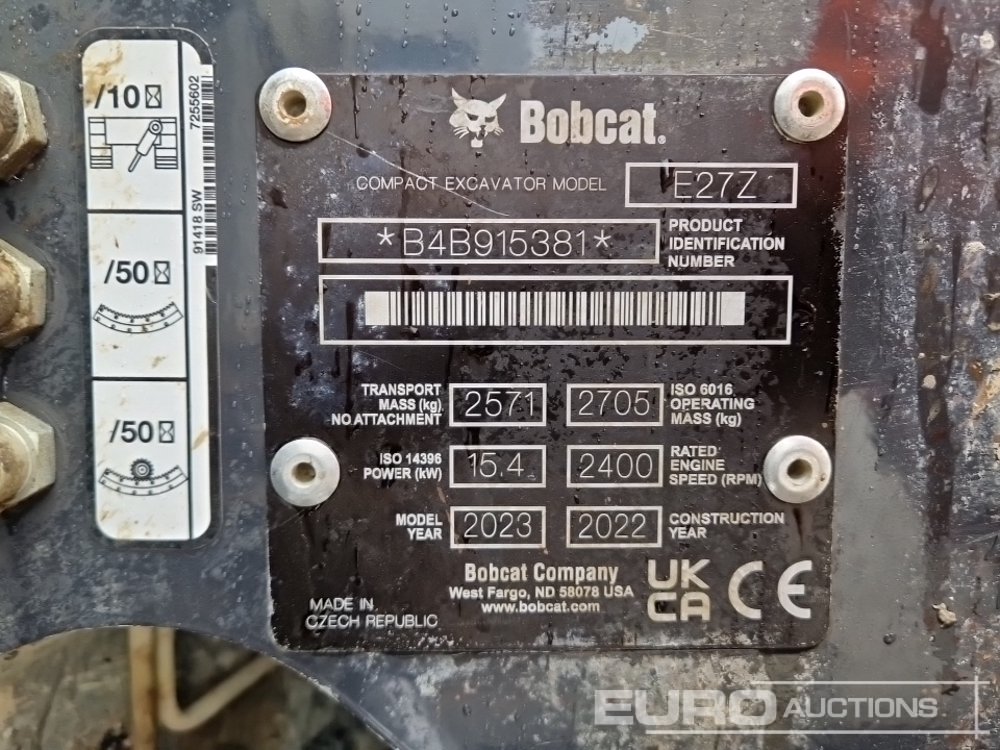 /10
/50
/50
7255602
91418 SW
Bobcat.
COMPACT EXCAVATOR MODEL E27Z
*B4B915381*
PRODUCT
IDENTIFICATION
NUMBER
TRANSPORT
MASS (kg)
NO ATTACHMENT
2571
2705
ISO 6016
OPERATING
MASS (kg)
ISO 14396
POWER (kW)
15.4
2400
RATED
ENGINE
SPEED (RPM)
MODEL
YEAR
2023
2022
CONSTRUCTION
YEAR
Bobcat Company
West Fargo, ND 58078 USA
www.bobcat.com
MADE IN
CZECH REPUBLIC
UK
CA
CE
EURO AUCTIONS